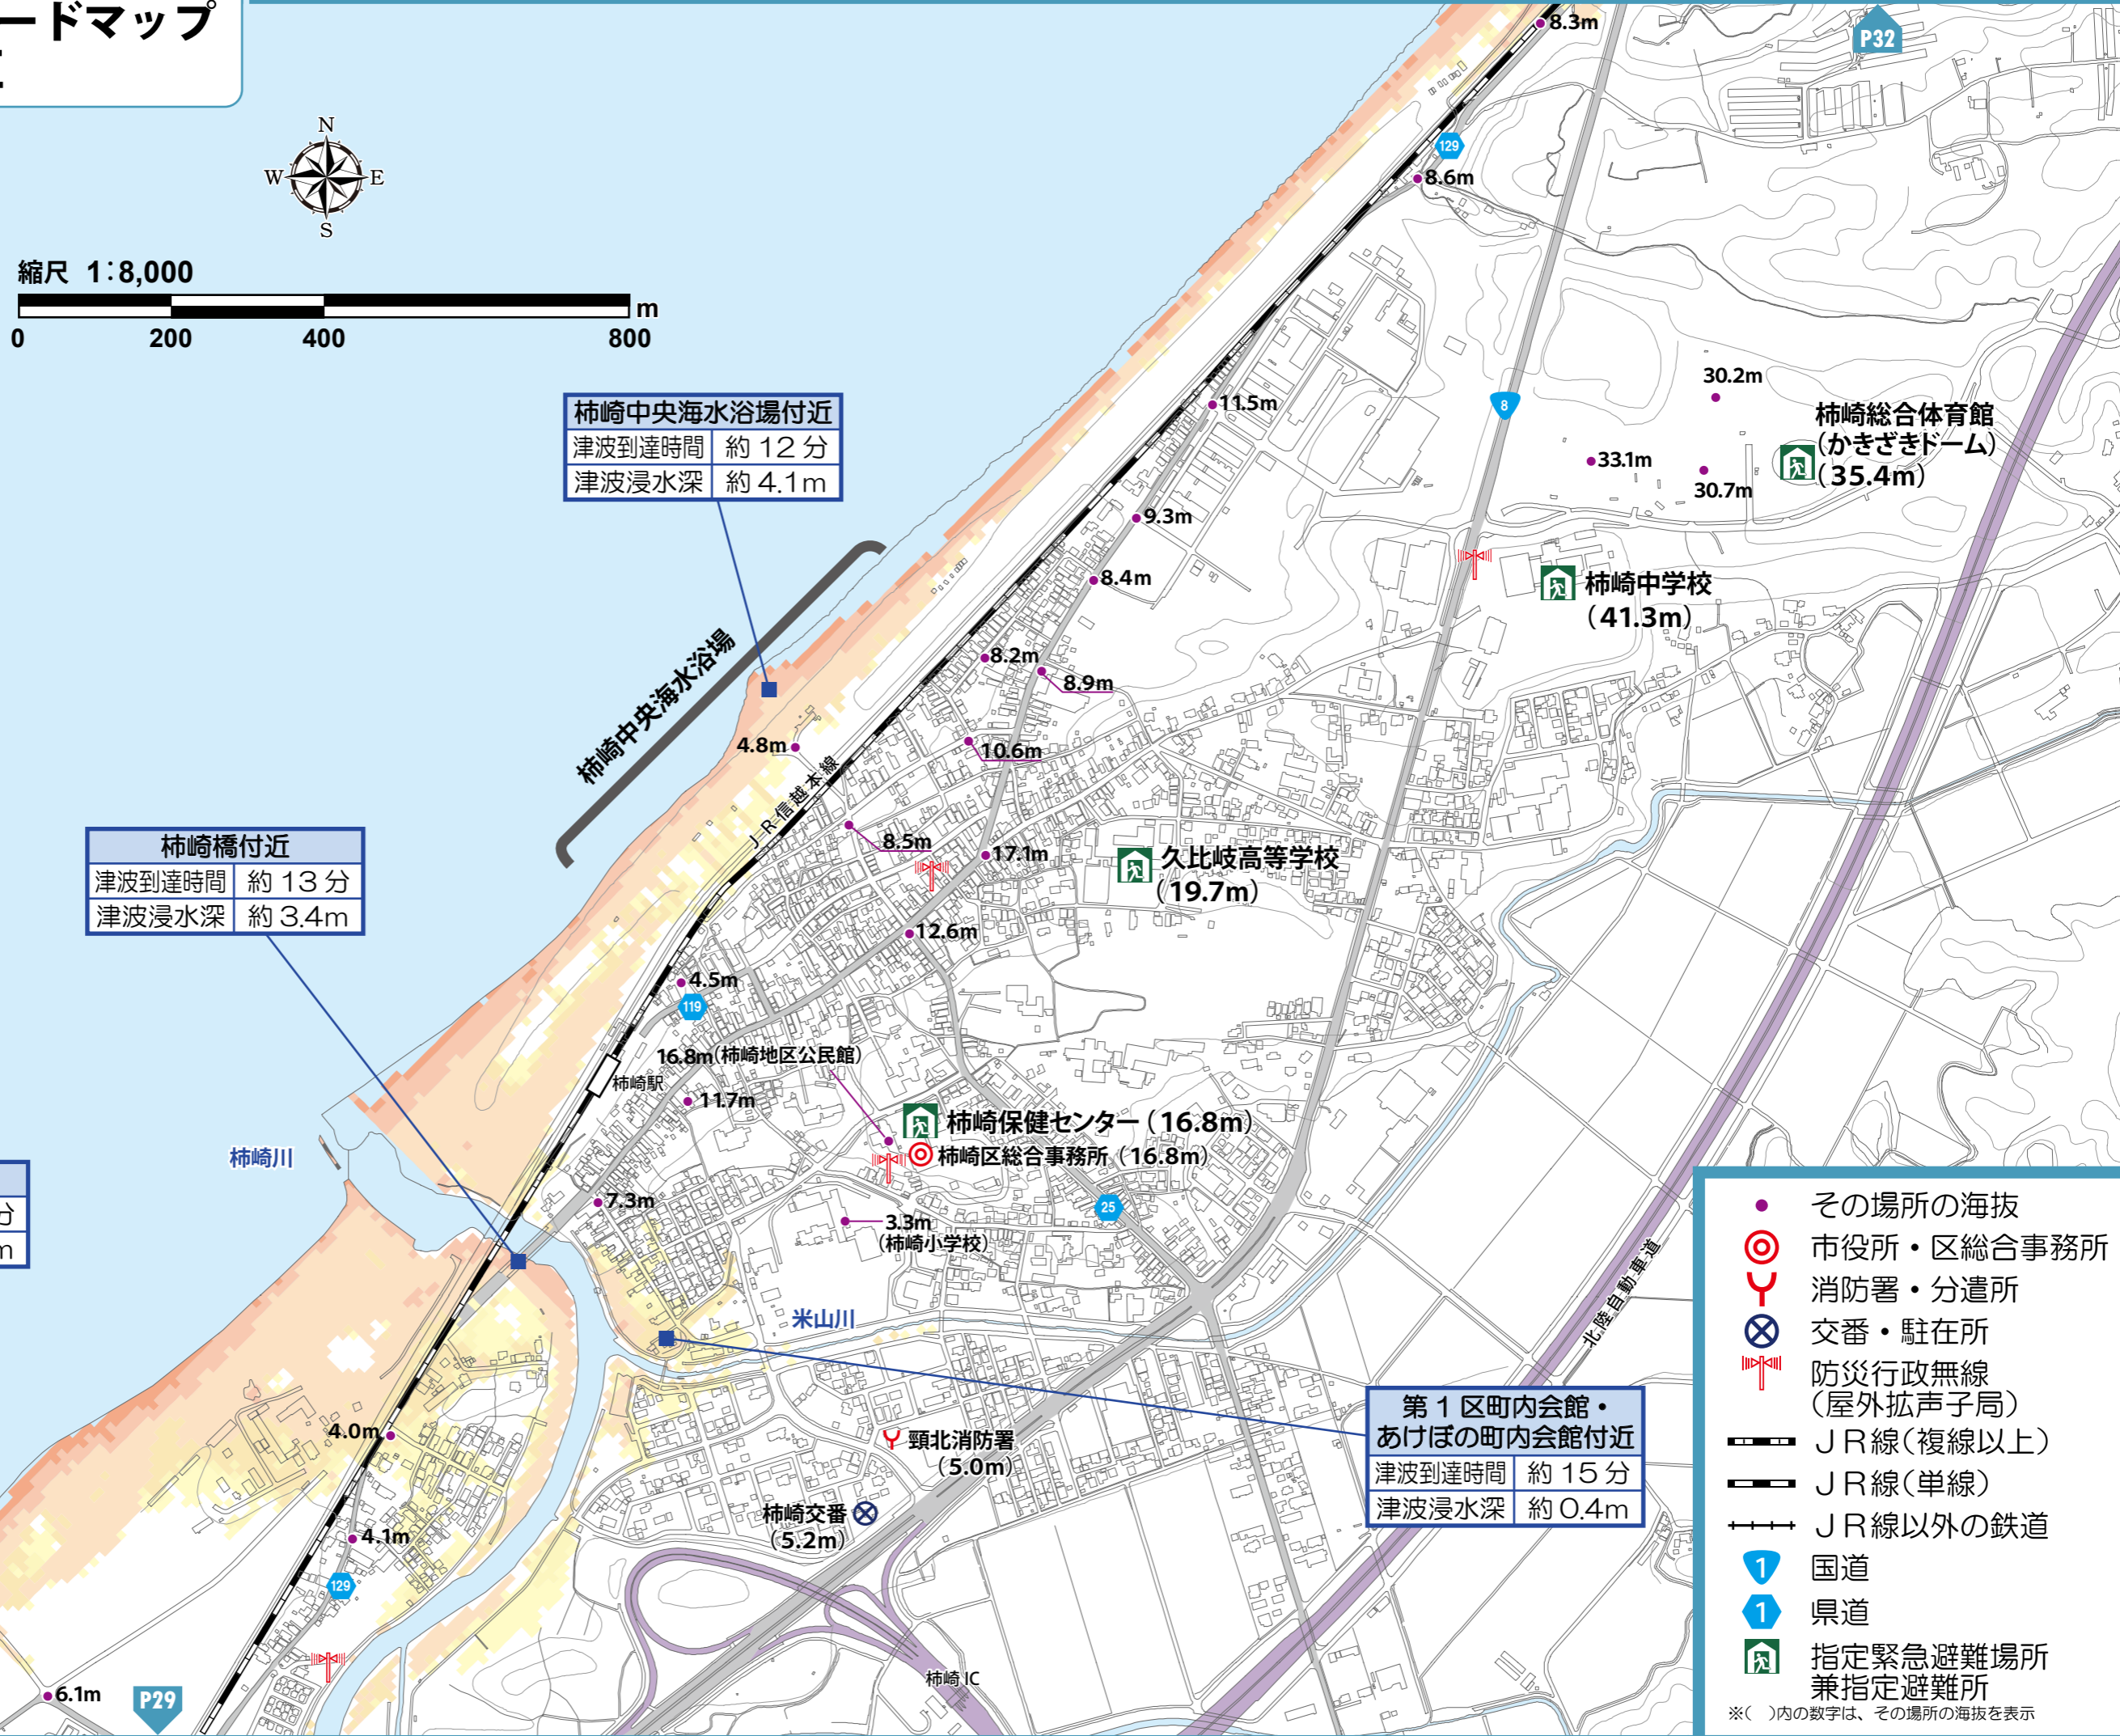 ードマップ
P32
N
W E
S
縮尺 1:8,000
m
0 200 400 800
8.3m
129
8.6m
柿崎中央海水浴場付近
津波到達時間 約12分
津波浸水深 約4.1m
11.5m
8
30.2m
33.1m
30.7m
柿崎総合体育館
(かきざきドーム)
(35.4m)
9.3m
8.4m
柿崎中学校
(41.3m)
柿崎中央海水浴場
8.2m
8.9m
4.8m
10.6m
JR信越本線
8.5m
17.1m
久比岐高等学校
(19.7m)
柿崎橋付近
津波到達時間 約13分
津波浸水深 約3.4m
12.6m
4.5m
119
16.8m(柿崎地区公民館)
柿崎駅
11.7m
柿崎保健センター(16.8m)
柿崎区総合事務所(16.8m)
柿崎川
分
m
7.3m
25
3.3m
(柿崎小学校)
米山川
北陸自動車道
第1区町内会館・
あけぼの町内会館付近
津波到達時間 約15分
津波浸水深 約0.4m
4.0m
頸北消防署
(5.0m)
柿崎交番
(5.2m)
4.1m
129
柿崎IC
6.1m
P29
その場所の海抜
市役所・区総合事務所
消防署・分遣所
交番・駐在所
防災行政無線
(屋外拡声子局)
JR線(複線以上)
JR線(単線)
JR線以外の鉄道
1 国道
1 県道
指定緊急避難場所
兼指定避難所
※( )内の数字は、その場所の海抜を表示